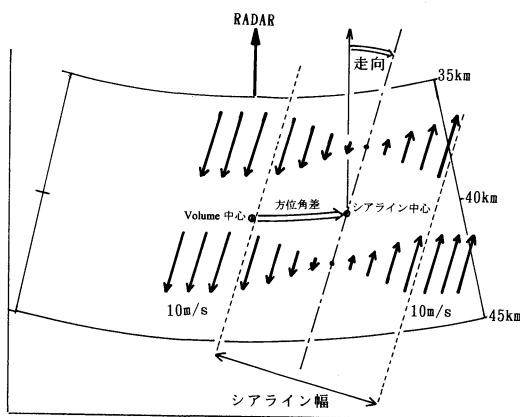 RADAR
走向
35km
方位角差
シアライン中心
Volume 中心
40km
10m/s
10m/s
45km
シアライン幅